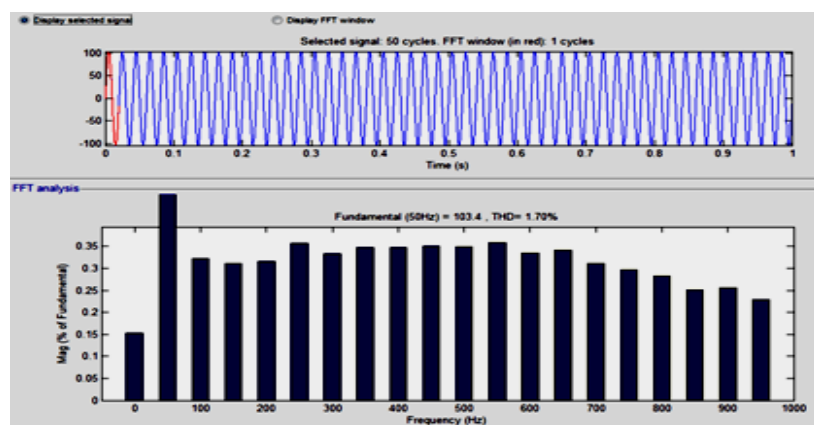 Display selected signal
Display FFT window
Selected signal: 50 cycles. FFT window (in red): 1 cycles
100
50
0
-50
-100
0 0.1 0.2 0.3 0.4 0.5 0.6 0.7 0.8 0.9 1
Time (s)
FFT analysis
Fundamental (50Hz) = 103.4 , THD= 1.70%
Mag (% of Fundamental)
0.35
0.3
0.25
0.2
0.15
0.1
0.05
0
0 100 200 300 400 500 600 700 800 900 1000
Frequency (Hz)